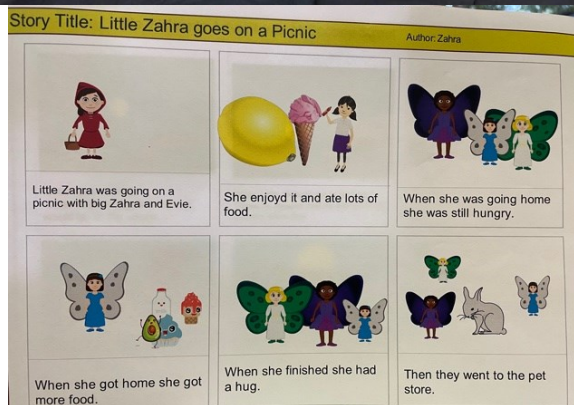 Story Title: Little Zahra goes on a Picnic
Author: Zahra
Little Zahra was going on a
picnic with big Zahra and Evie.
She enjoyd it and ate lots of
food.
When she was going home
she was still hungry.
When she got home she got
more food.
When she finished she had
a hug.
Then they went to the pet
store.